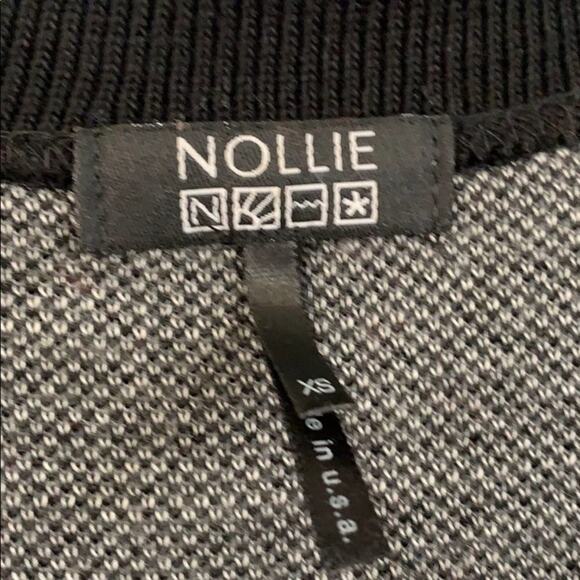 NOLLIE
N
XS
e in u.s.a.